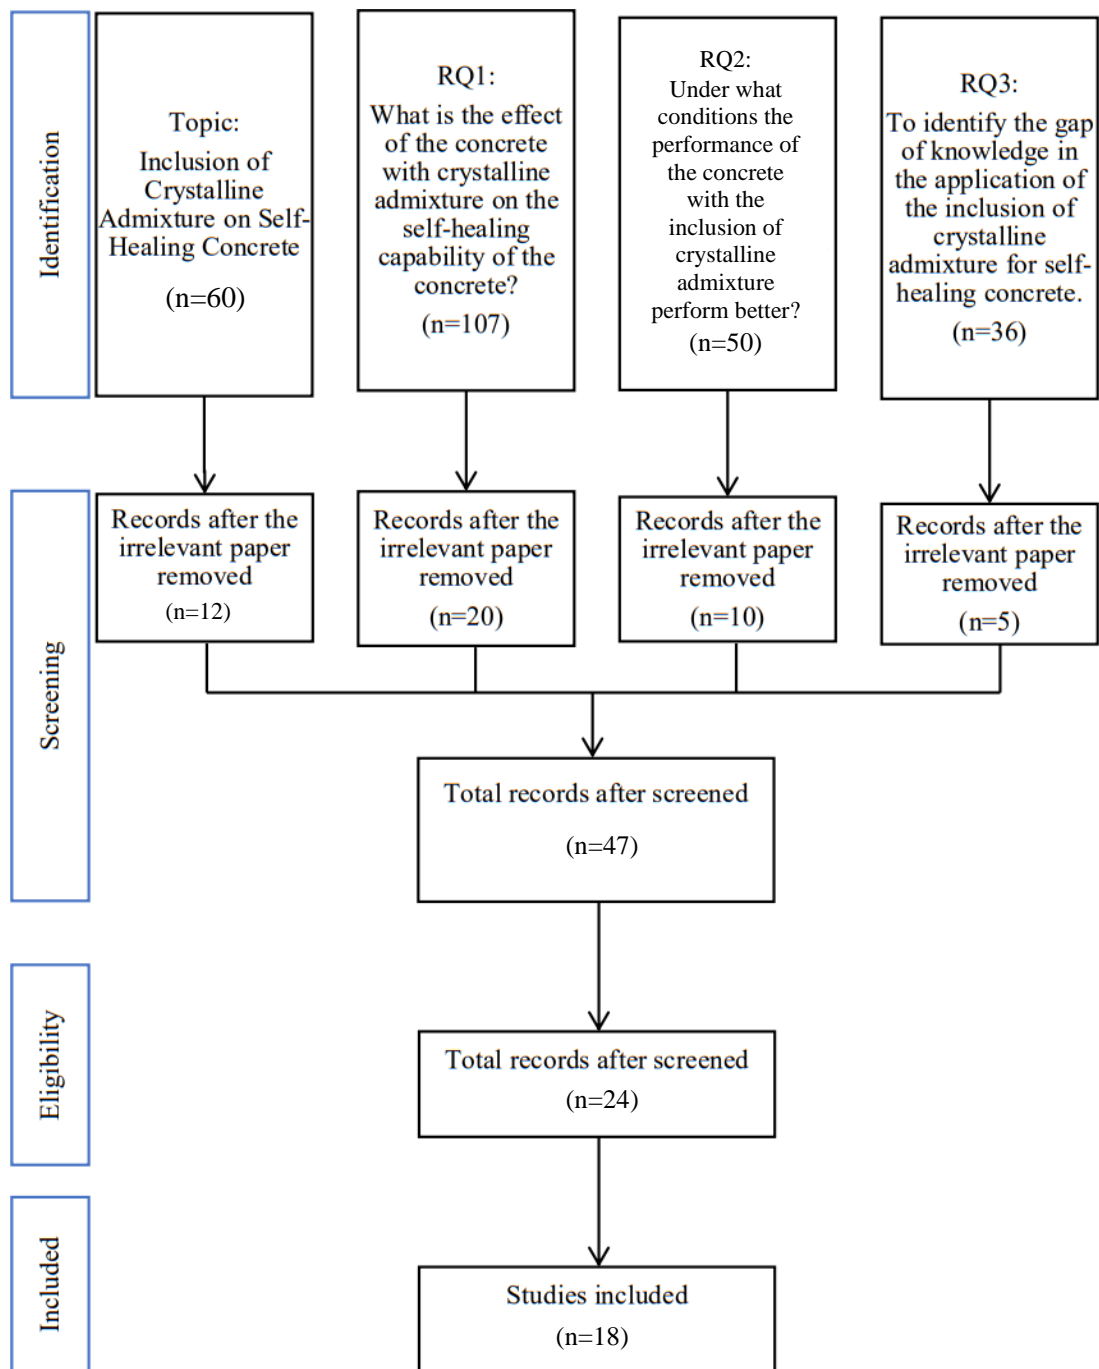 Identification
Topic:
Inclusion of
Crystalline
Admixture on Self-
Healing Concrete
(n=60)
RQ1:
What is the effect
of the concrete
with crystalline
admixture on the
self-healing
capability of the
concrete?
(n=107)
RQ2:
Under what
conditions the
performance of
the concrete
with the
inclusion of
crystalline
admixture
perform better?
(n=50)
RQ3:
To identify the gap
of knowledge in
the application of
the inclusion of
crystalline
admixture for self-
healing concrete.
(n=36)
Screening
Records after the
irrelevant paper
removed
(n=12)
Records after the
irrelevant paper
removed
(n=20)
Records after the
irrelevant paper
removed
(n=10)
Records after the
irrelevant paper
removed
(n=5)
Total records after screened
(n=47)
Eligibility
Total records after screened
(n=24)
Included
Studies included
(n=18)